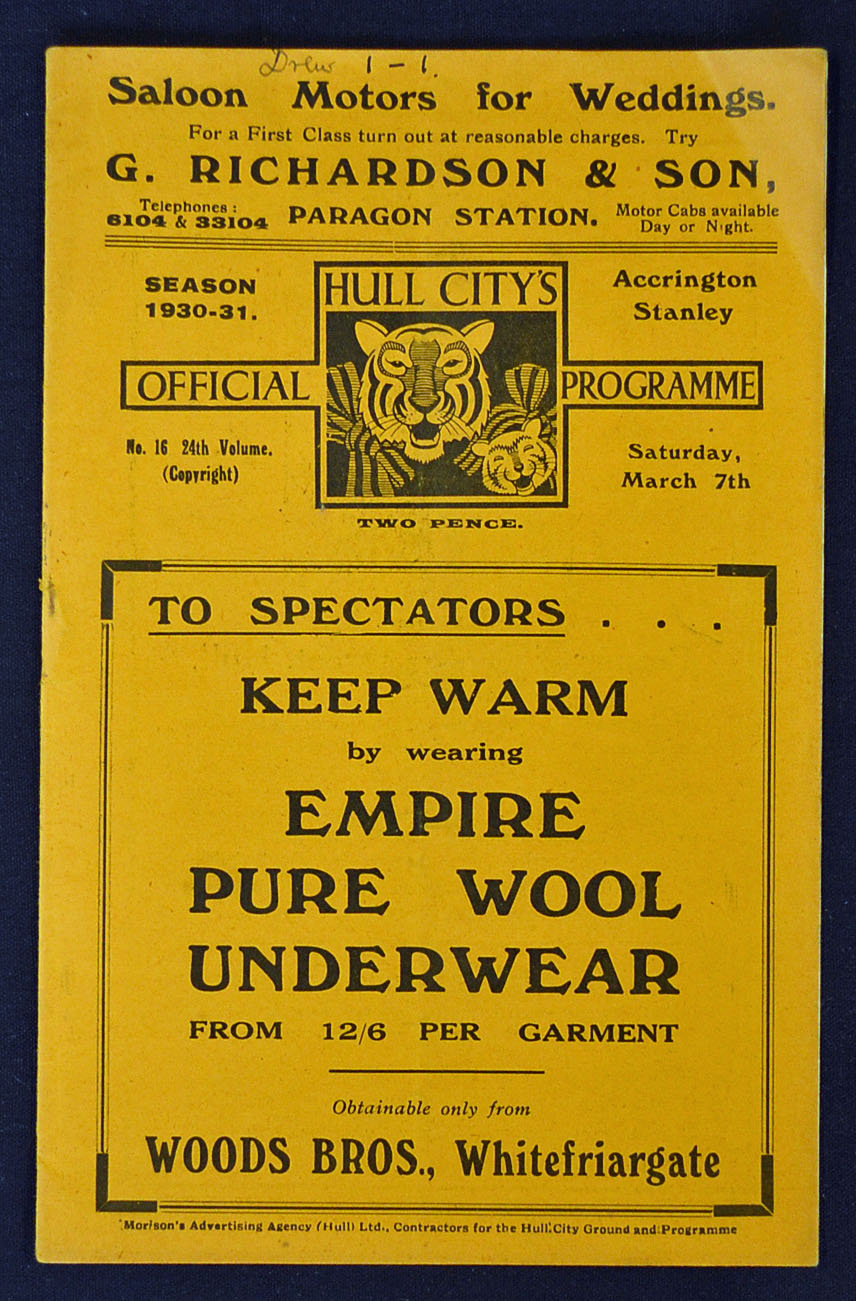 Drew 1 - 1.
Saloon Motors for Weddings.
For a First Class turn out at reasonable charges. Try
G. RICHARDSON & SON,
Telephones:
6104 & 33104
PARAGON STATION.
Motor Cabs available
Day or Night.
SEASON
1930-31.
HULL CITY'S
Accrington
Stanley
OFFICIAL PROGRAMME
No. 16 24th Volume.
(Copyright)
Saturday,
March 7th
TWO PENCE.
TO SPECTATORS . . .
KEEP WARM
by wearing
EMPIRE
PURE WOOL
UNDERWEAR
FROM 12/6 PER GARMENT
Obtainable only from
WOODS BROS., Whitefriargate
Morison's Advertising Agency (Hull) Ltd., Contractors for the Hull City Ground and Programme